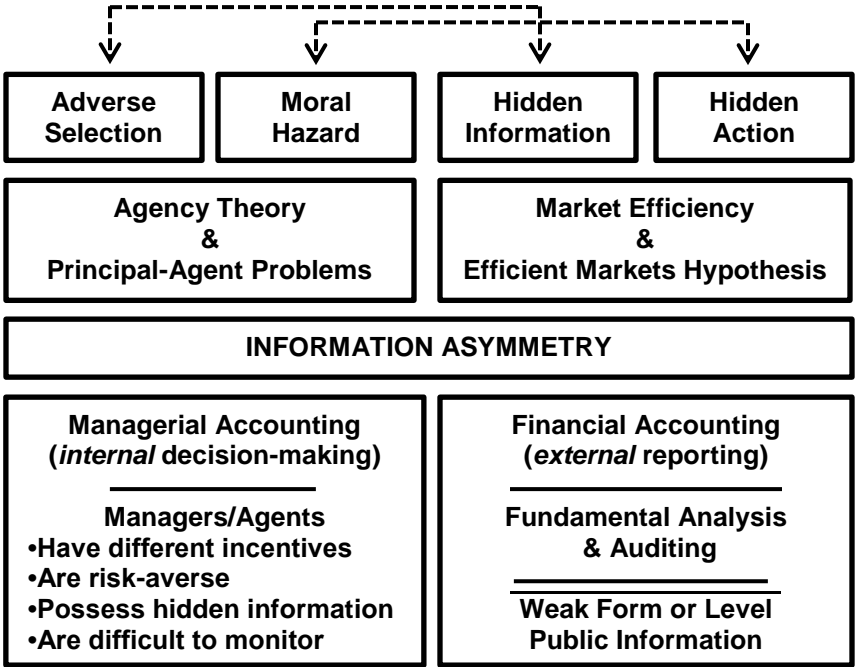 Adverse
Selection
Moral
Hazard
Hidden
Information
Hidden
Action
Agency Theory
&
Principal-Agent Problems
Market Efficiency
&
Efficient Markets Hypothesis
INFORMATION ASYMMETRY
Managerial Accounting
(internal decision-making)
Managers/Agents
•Have different incentives
•Are risk-averse
•Possess hidden information
•Are difficult to monitor
Financial Accounting
(external reporting)
Fundamental Analysis
& Auditing
Weak Form or Level
Public Information